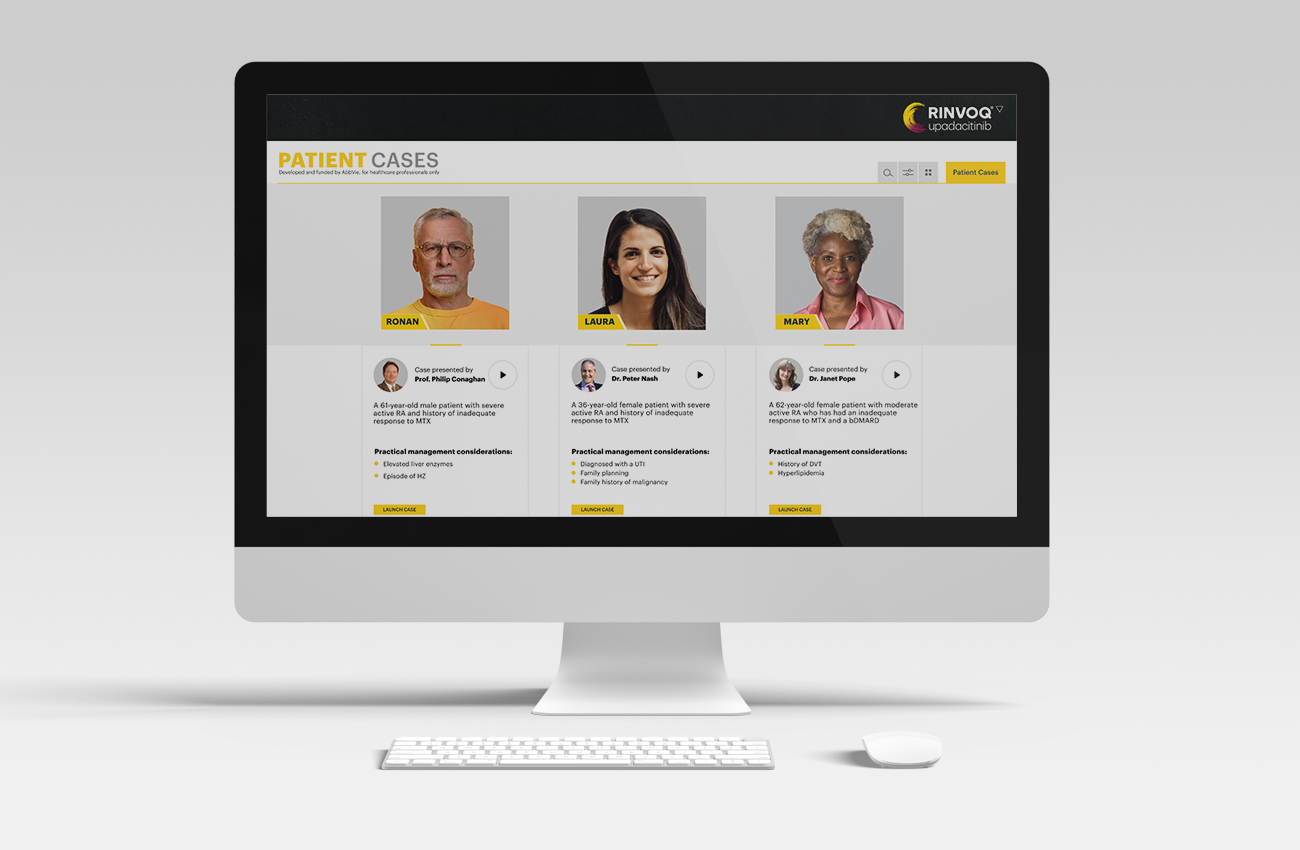 RINVOQ®▽
upadacitinib
PATIENT CASES
Developed and funded by AbbVie, for healthcare professionals only
Patient Cases
RONAN
LAURA
MARY
Case presented by
Prof. Philip Conaghan
A 61-year-old male patient with severe
active RA and history of inadequate
response to MTX
Practical management considerations:
Elevated liver enzymes
Episode of HZ
LAUNCH CASE
Case presented by
Dr. Peter Nash
A 36-year-old female patient with severe
active RA and history of inadequate
response to MTX
Practical management considerations:
Diagnosed with a UTI
Family planning
Family history of malignancy
LAUNCH CASE
Case presented by
Dr. Janet Pope
A 62-year-old female patient with moderate
active RA who has had an inadequate
response to MTX and a bDMARD
Practical management considerations:
History of DVT
Hyperlipidemia
LAUNCH CASE